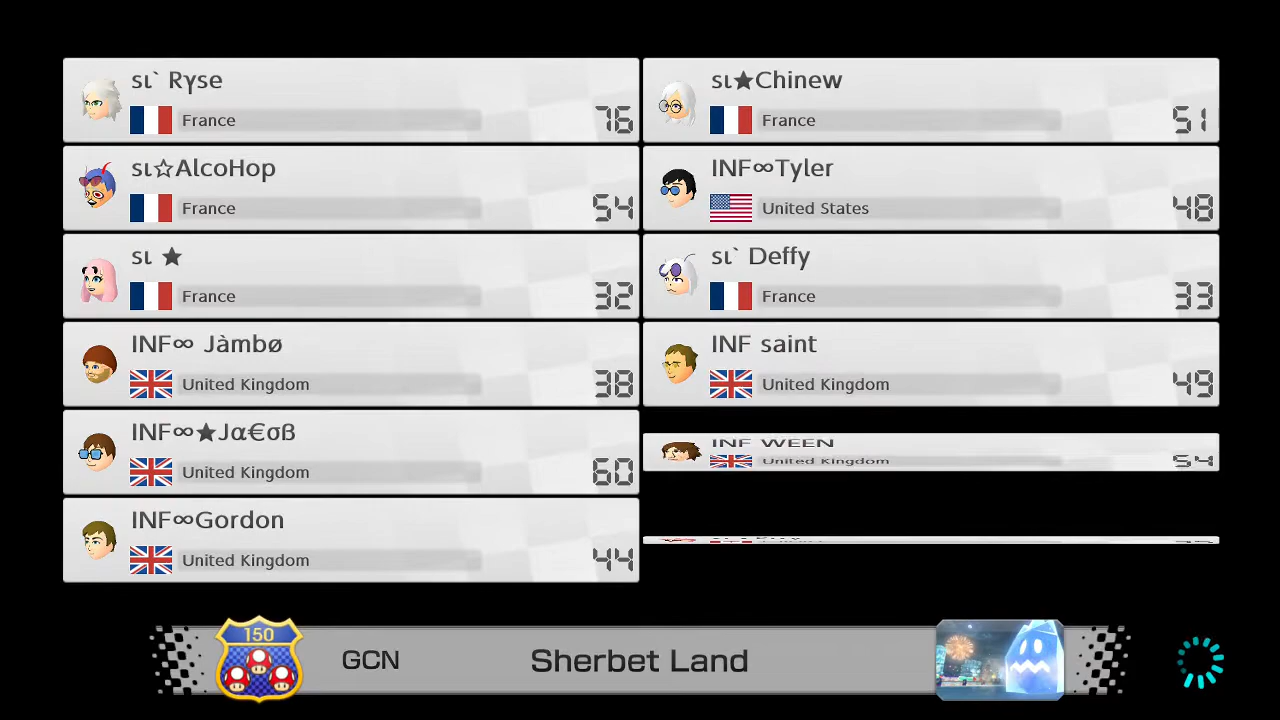 sι` Rγse
France
76
sι★Chinew
France
51
sι☆AlcoHop
France
54
INF∞Tyler
United States
48
sι ★
France
32
sι` Deffy
France
33
INF∞ Jàmbø
United Kingdom
38
INF saint
United Kingdom
49
INF∞★Jα€σß
United Kingdom
60
INF WEEN
United Kingdom
54
INF∞Gordon
United Kingdom
44
150
GCN
Sherbet Land